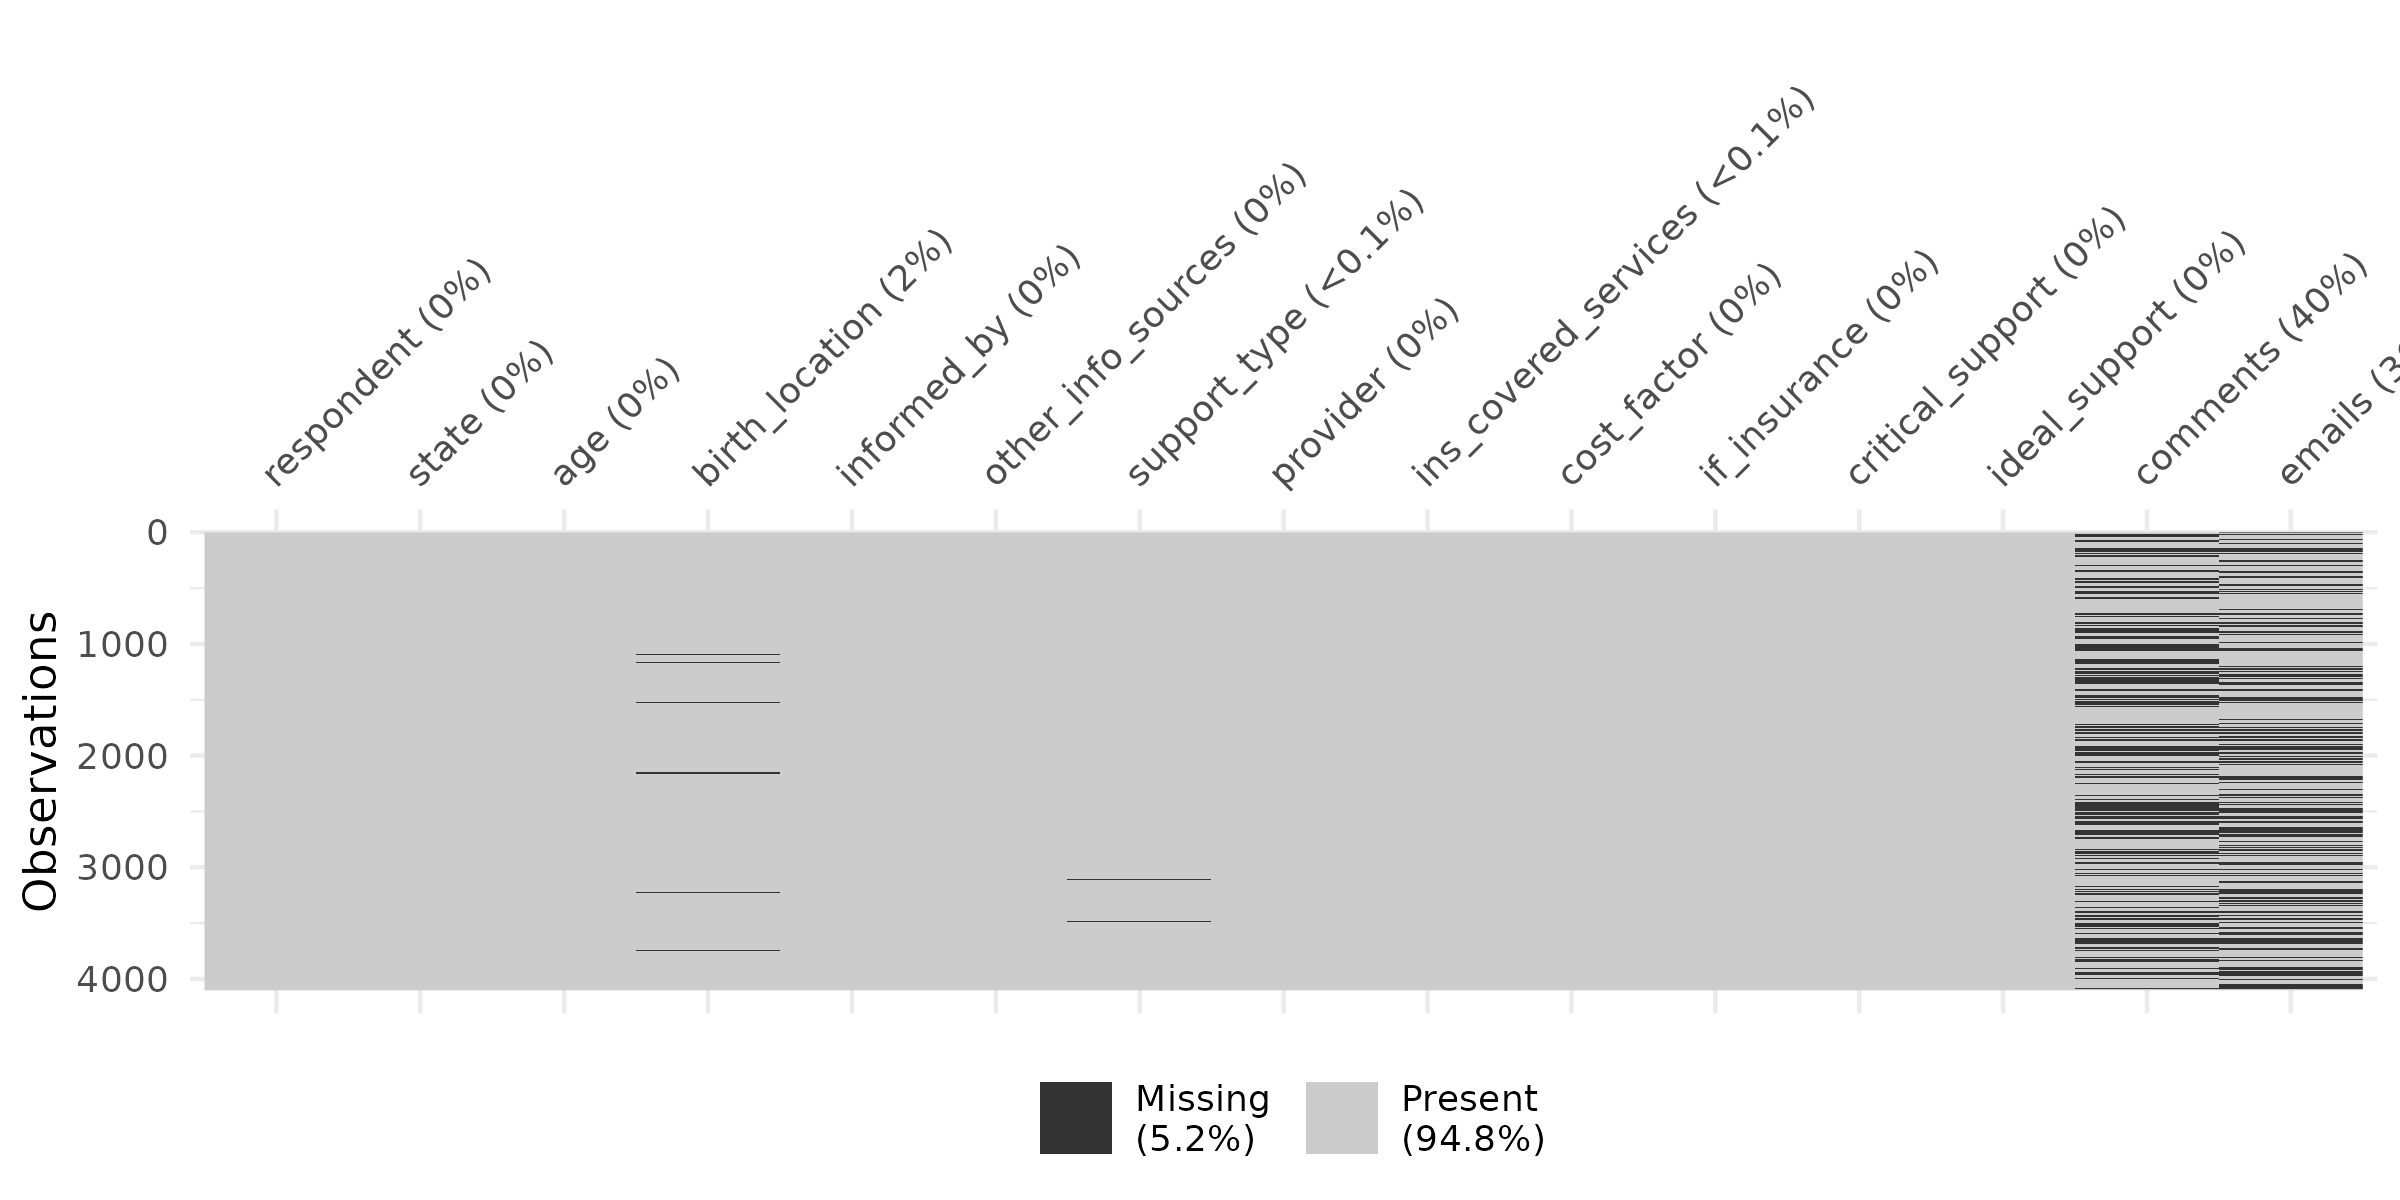 respondent (0%)
state (0%)
age (0%)
birth_location (2%)
informed_by (0%)
other_info_sources (0%)
support_type (<0.1%)
provider (0%)
ins_covered_services (<0.1%)
cost_factor (0%)
if_insurance (0%)
critical_support (0%)
ideal_support (0%)
comments (40%)
emails
Observations
0
1000
2000
3000
4000
Missing
(5.2%)
Present
(94.8%)